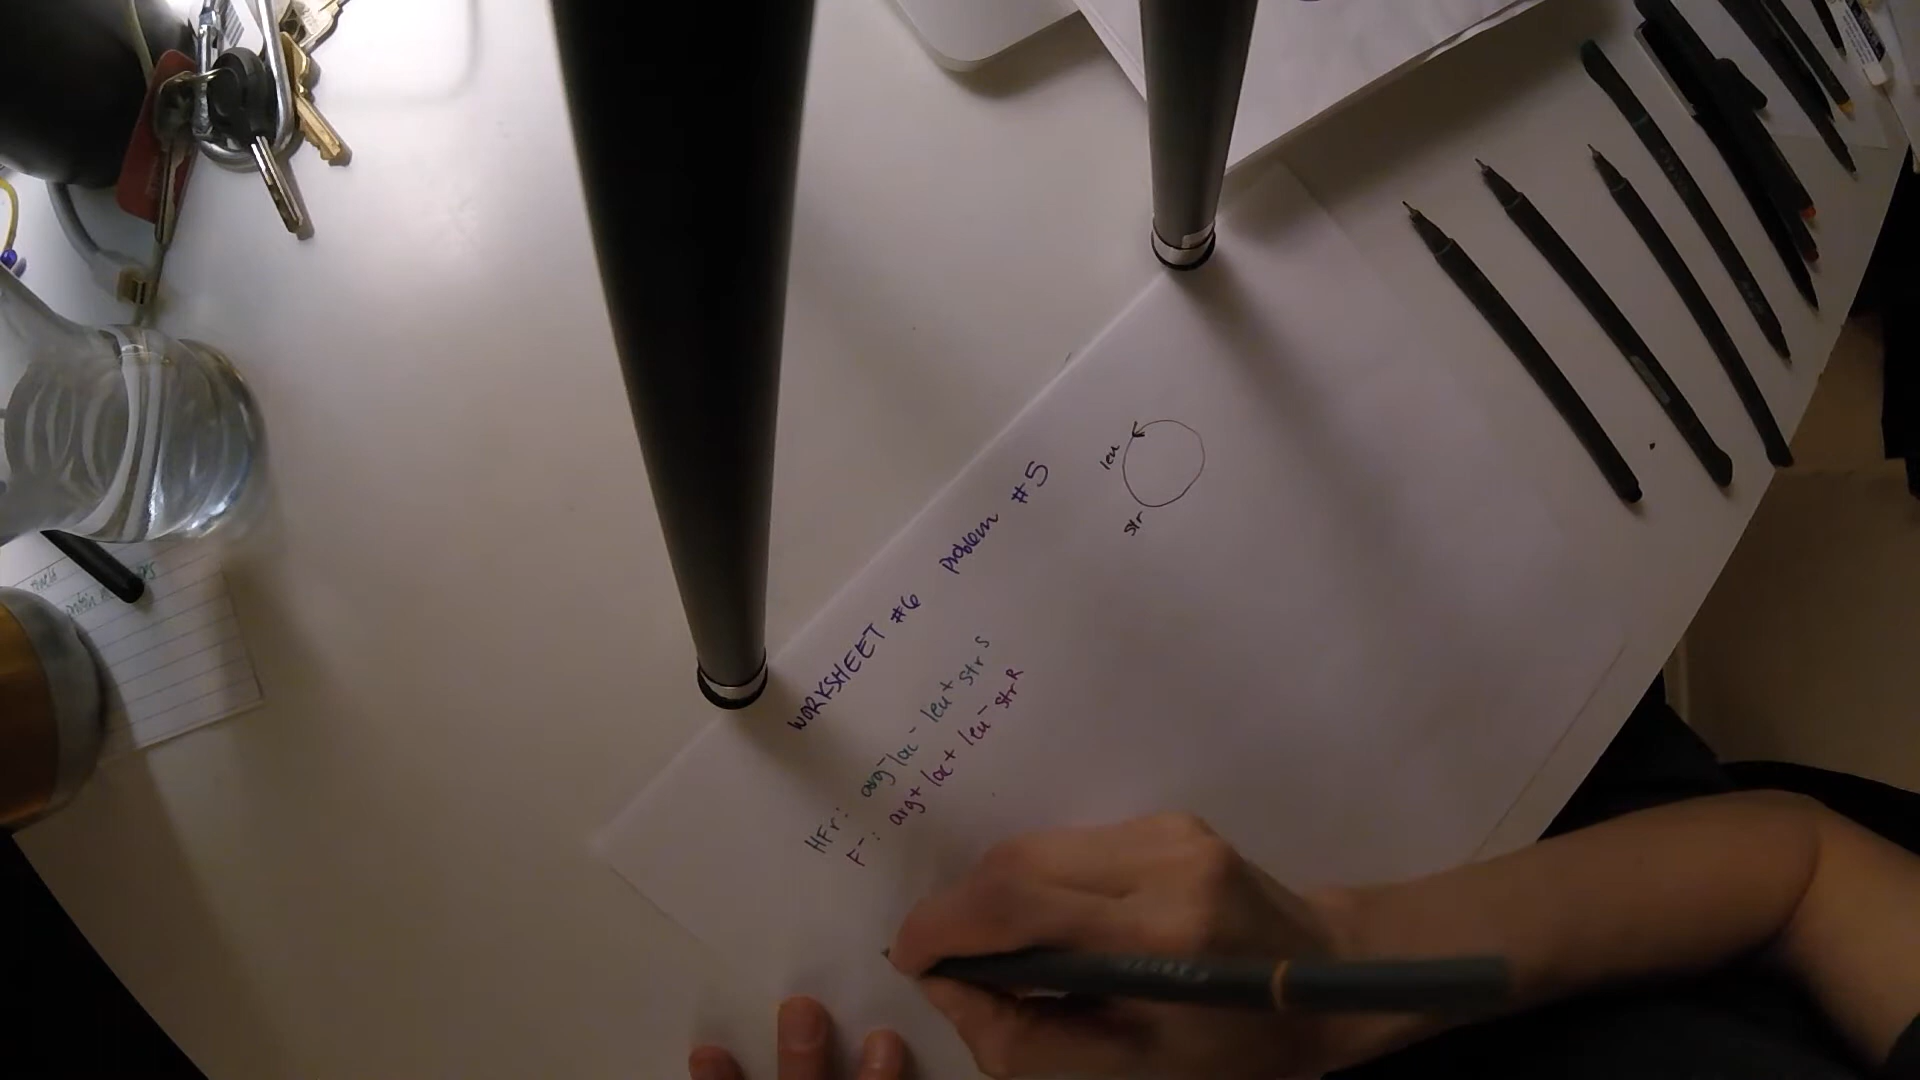 WORKSHEET #6 problem #5
leu
str
HFr: arg- lac- leu+ str S
F-: arg+ lac+ leu- str R